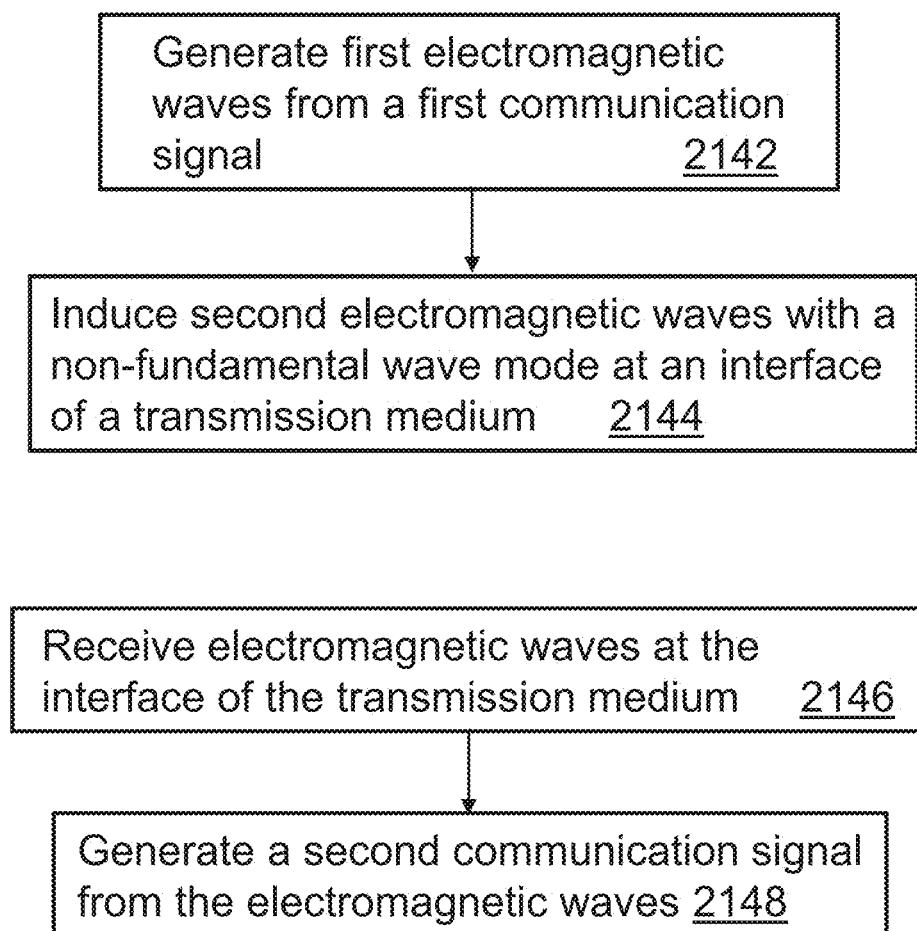 Generate first electromagnetic
waves from a first communication
signal 2142
Induce second electromagnetic waves with a
non-fundamental wave mode at an interface
of a transmission medium 2144
Receive electromagnetic waves at the
interface of the transmission medium 2146
Generate a second communication signal
from the electromagnetic waves 2148